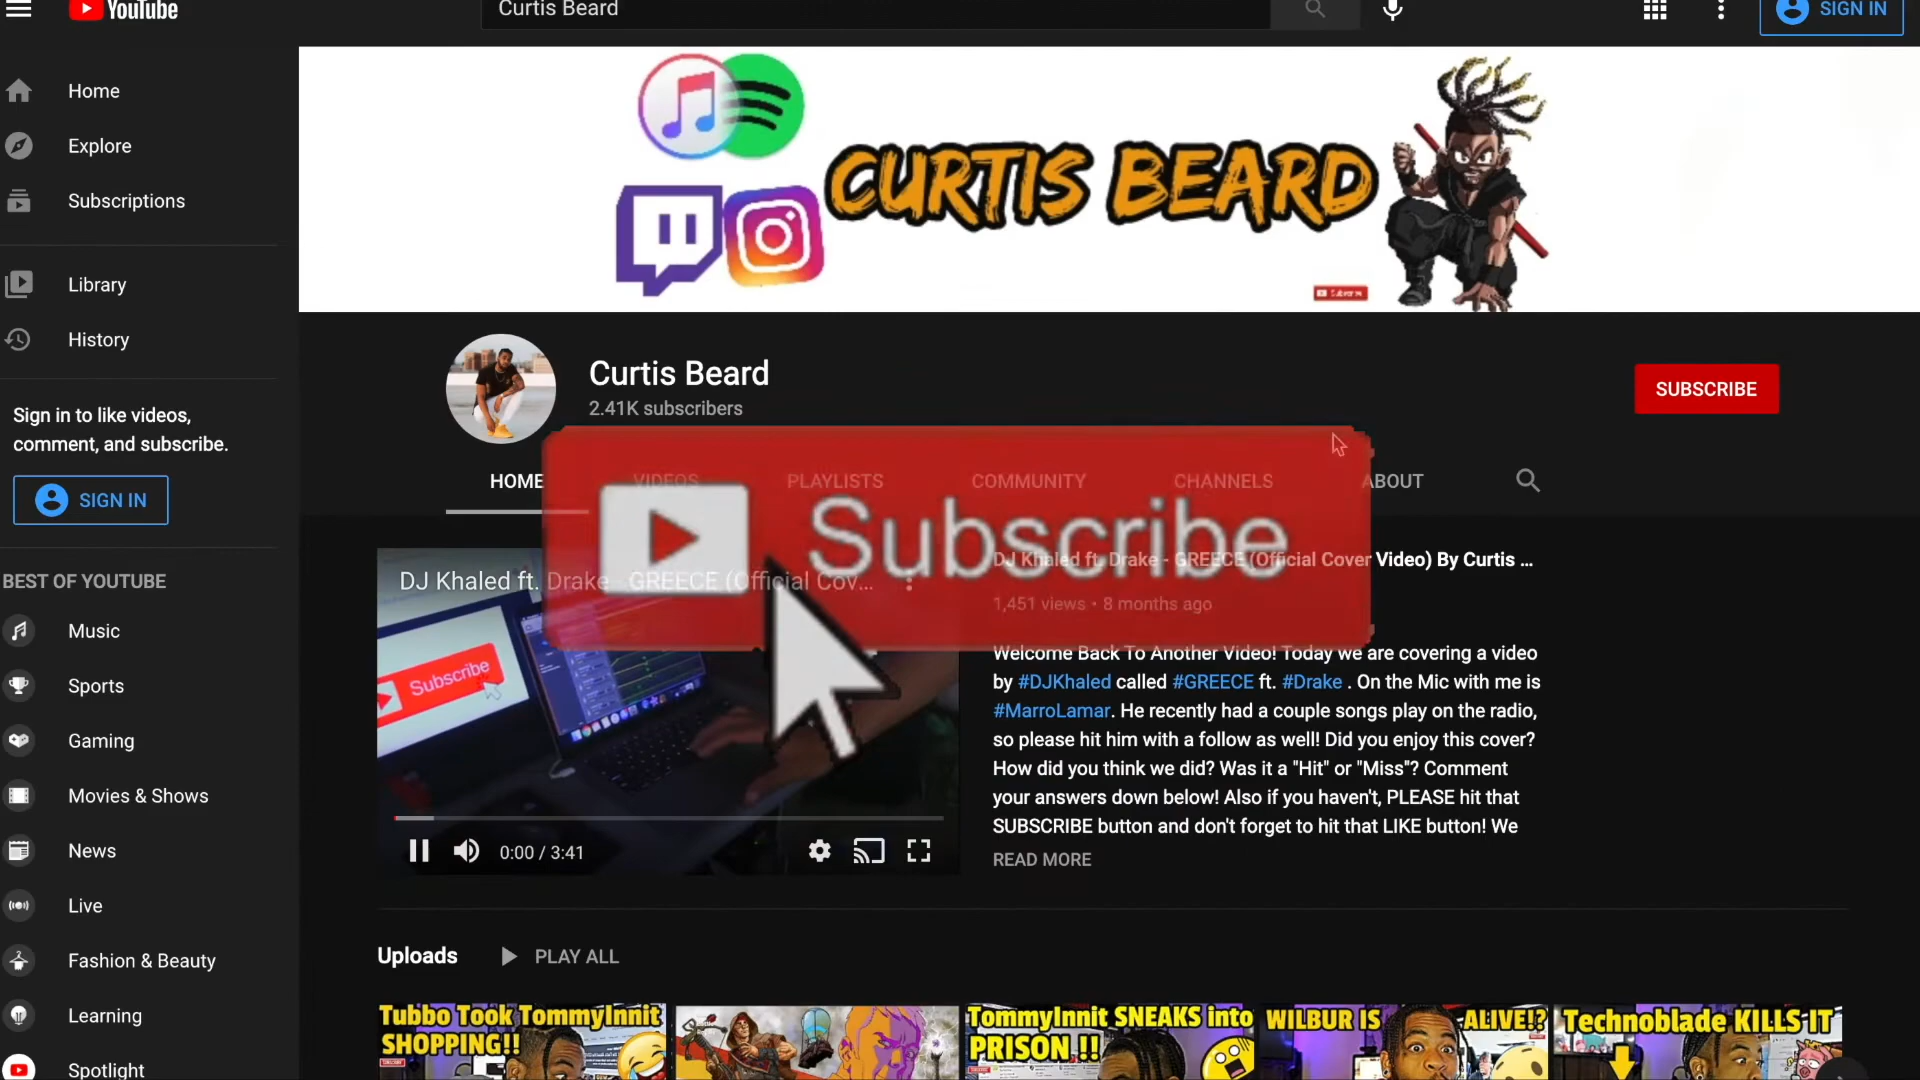 YouTube
Curtis Beard
SIGN IN
Home
Explore
Subscriptions
Library
History
Sign in to like videos,
comment, and subscribe.
SIGN IN
BEST OF YOUTUBE
Music
Sports
Gaming
Movies & Shows
News
Live
Fashion & Beauty
Learning
Spotlight
CURTIS BEARD
Subscribe
Curtis Beard
2.41K subscribers
SUBSCRIBE
HOME
VIDEOS
PLAYLISTS
COMMUNITY
CHANNELS
ABOUT
Subscribe
DJ Khaled ft. Drake - GREECE (Official Cov...
Subscribe
0:00 / 3:41
DJ Khaled ft. Drake - GREECE (Official Cover Video) By Curtis ...
1,451 views • 8 months ago
Welcome Back To Another Video! Today we are covering a video
by #DJKhaled called #GREECE ft. #Drake . On the Mic with me is
#MarroLamar. He recently had a couple songs play on the radio,
so please hit him with a follow as well! Did you enjoy this cover?
How did you think we did? Was it a "Hit" or "Miss"? Comment
your answers down below! Also if you haven't, PLEASE hit that
SUBSCRIBE button and don't forget to hit that LIKE button! We
READ MORE
Uploads
PLAY ALL
Tubbo Took TommyInnit
SHOPPING!!
TommyInnit SNEAKS into
PRISON !!
WILBUR IS ALIVE!?
Technoblade KILLS IT